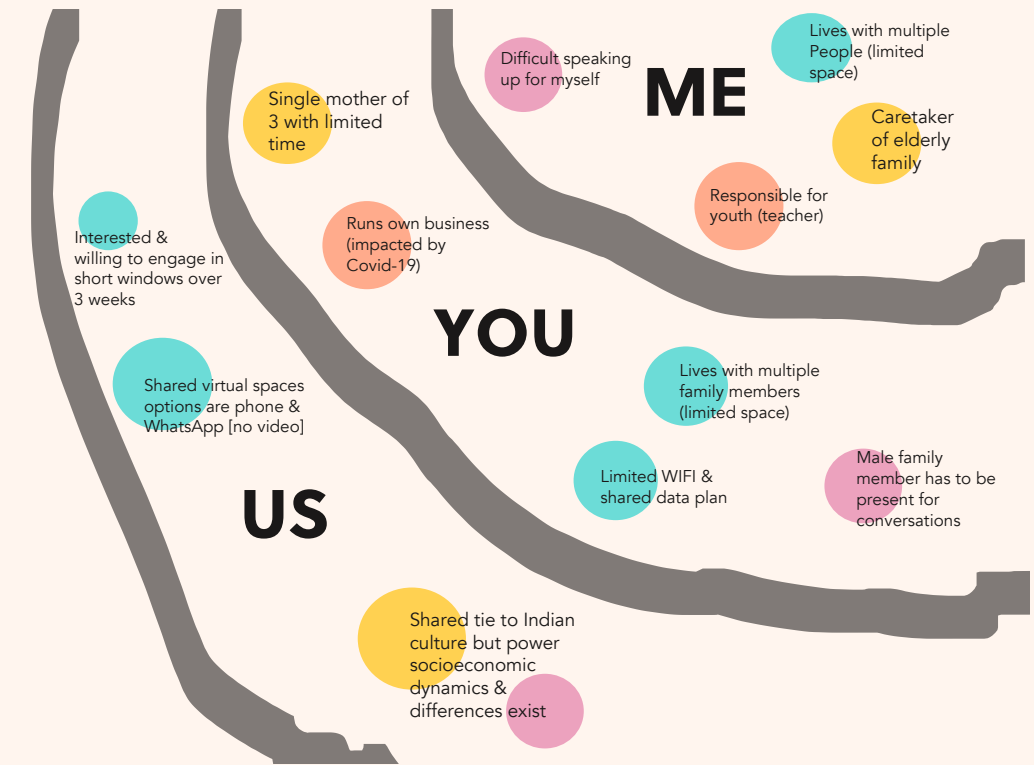 ME
Difficult speaking
up for myself
Lives with multiple
People (limited
space)
Caretaker
of elderly
family
Responsible for
youth (teacher)
YOU
Single mother of
3 with limited
time
Runs own business
(impacted by
Covid-19)
Lives with multiple
family members
(limited space)
Limited WIFI &
shared data plan
Male family
member has to be
present for
conversations
US
Interested &
willing to engage in
short windows over
3 weeks
Shared virtual spaces
options are phone &
WhatsApp [no video]
Shared tie to Indian
culture but power
socioeconomic
dynamics &
differences exist